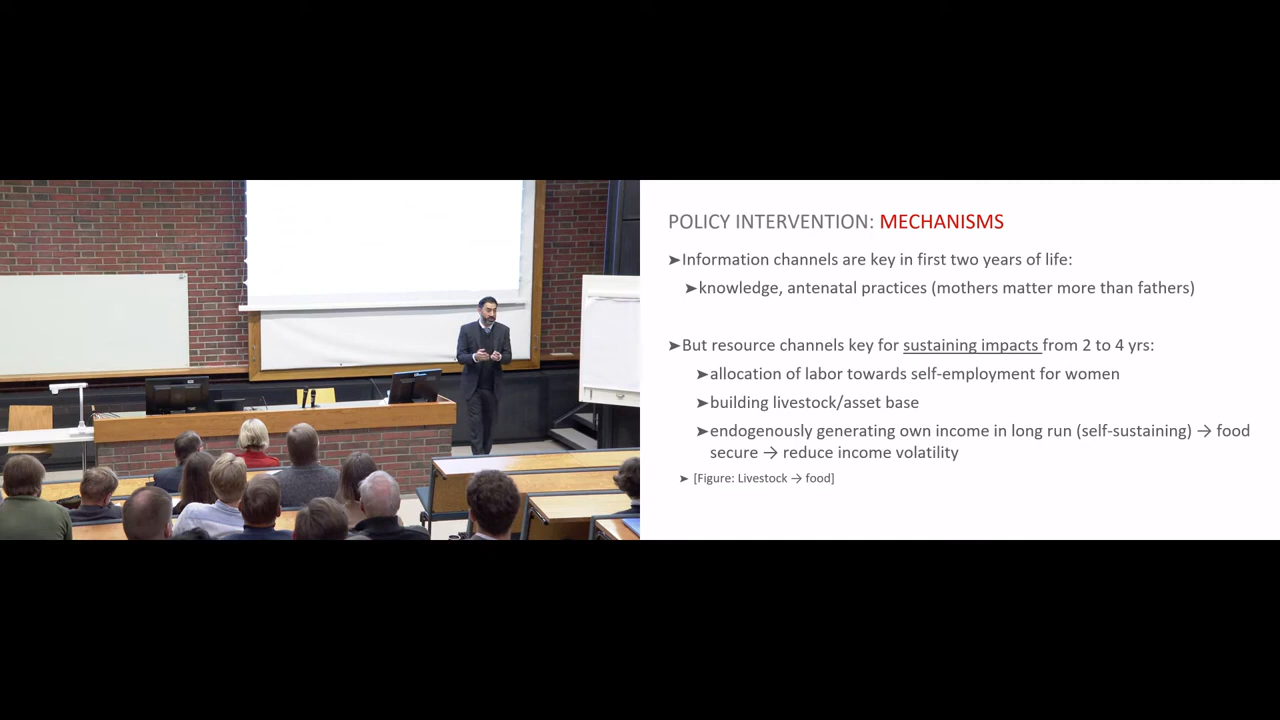 POLICY INTERVENTION: MECHANISMS
➤Information channels are key in first two years of life:
➤knowledge, antenatal practices (mothers matter more than fathers)
➤But resource channels key for sustaining impacts from 2 to 4 yrs:
➤allocation of labor towards self-employment for women
➤building livestock/asset base
➤endogenously generating own income in long run (self-sustaining) → food
secure → reduce income volatility
➤ [Figure: Livestock → food]